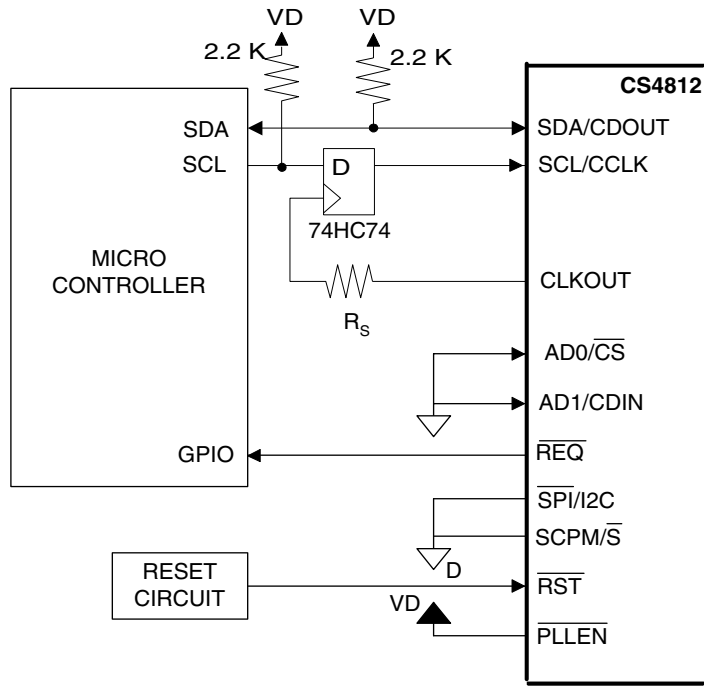 VD
VD
2.2 K
2.2 K
CS4812
SDA
SDA/CDOUT
SCL
D
SCL/CCLK
74HC74
MICRO
CONTROLLER
CLKOUT
RS
AD0/CS
AD1/CDIN
GPIO
REQ
SPI/I2C
SCPM/S
D
RESET
CIRCUIT
RST
VD
PLLEN